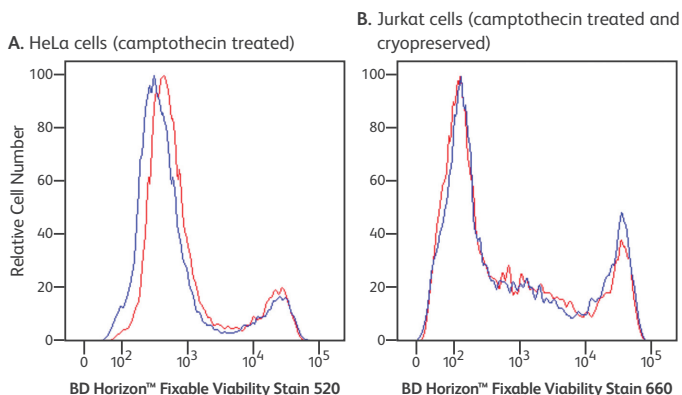 A. HeLa cells (camptothecin treated)
Relative Cell Number
100
80
60
40
20
0
0 10² 10³ 10⁴ 10⁵
BD Horizon™ Fixable Viability Stain 520
B. Jurkat cells (camptothecin treated and
cryopreserved)
100
80
60
40
20
0
0 10² 10³ 10⁴ 10⁵
BD Horizon™ Fixable Viability Stain 660